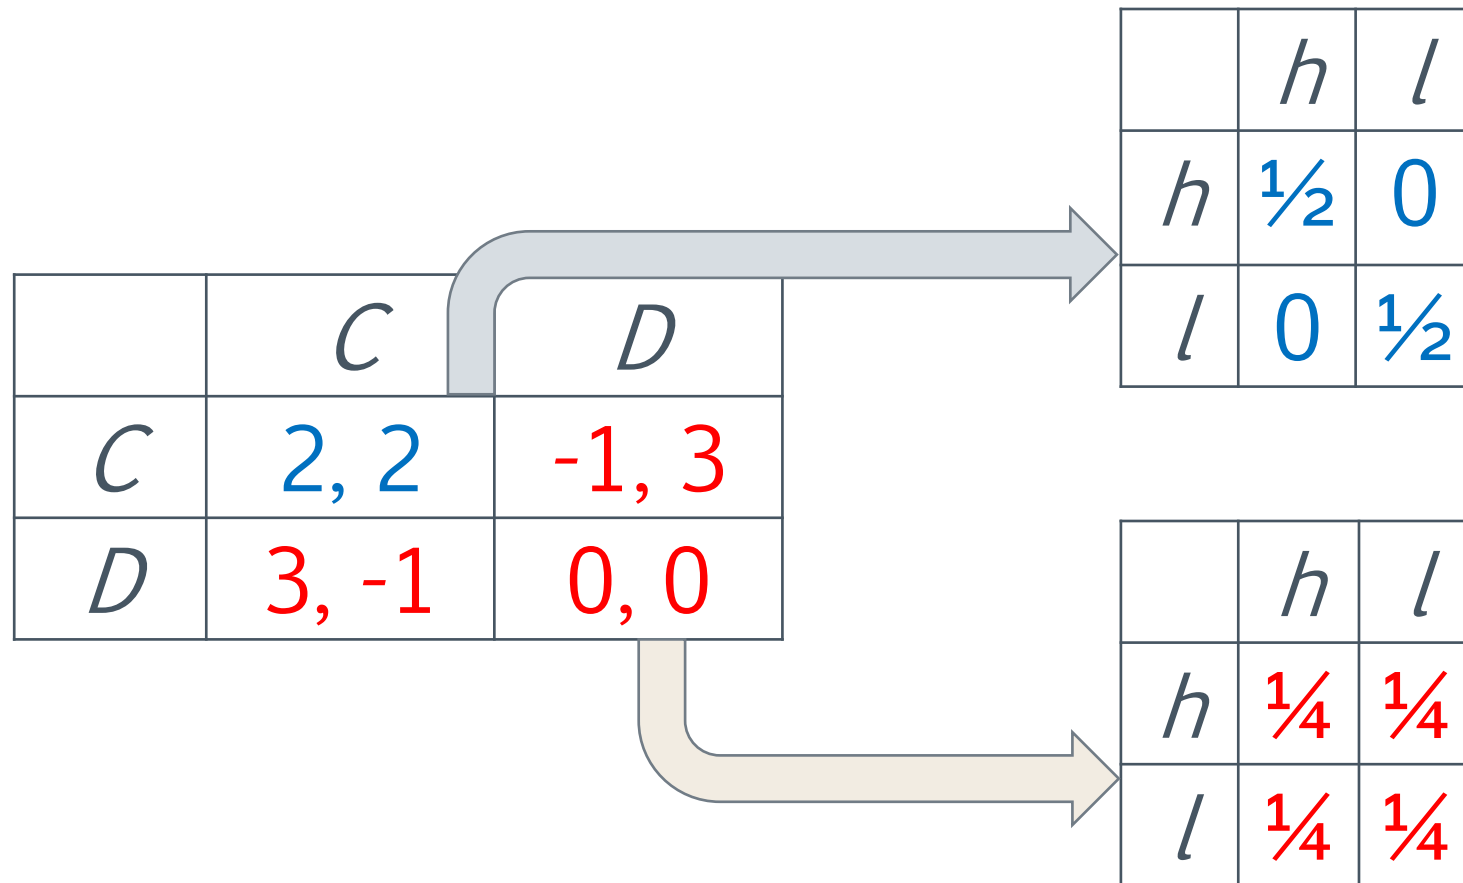 h l
h ½ 0
l 0 ½
C D
C 2, 2 -1, 3
D 3, -1 0, 0
h l
h ¼ ¼
l ¼ ¼